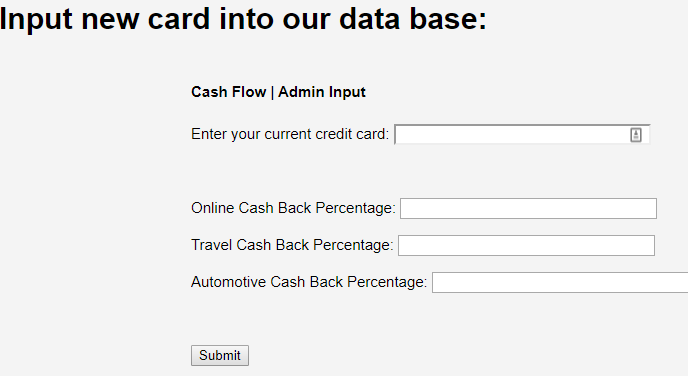 Input new card into our data base:
Cash Flow | Admin Input
Enter your current credit card:
Online Cash Back Percentage:
Travel Cash Back Percentage:
Automotive Cash Back Percentage:
Submit